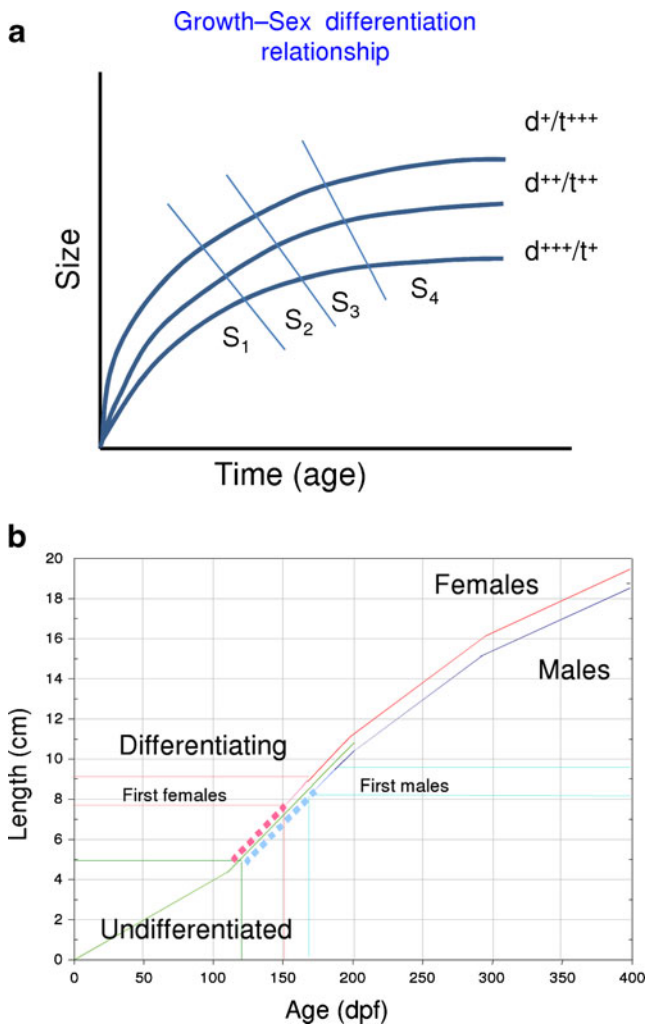 a
Growth–Sex differentiation
relationship
d+/t+++
d++/t++
d+++/t+
Size
S1
S2
S3
S4
Time (age)
b
20
18
16
14
12
10
8
6
4
2
0
Length (cm)
Females
Males
Differentiating
First females
First males
Undifferentiated
0 50 100 150 200 250 300 350 400
Age (dpf)